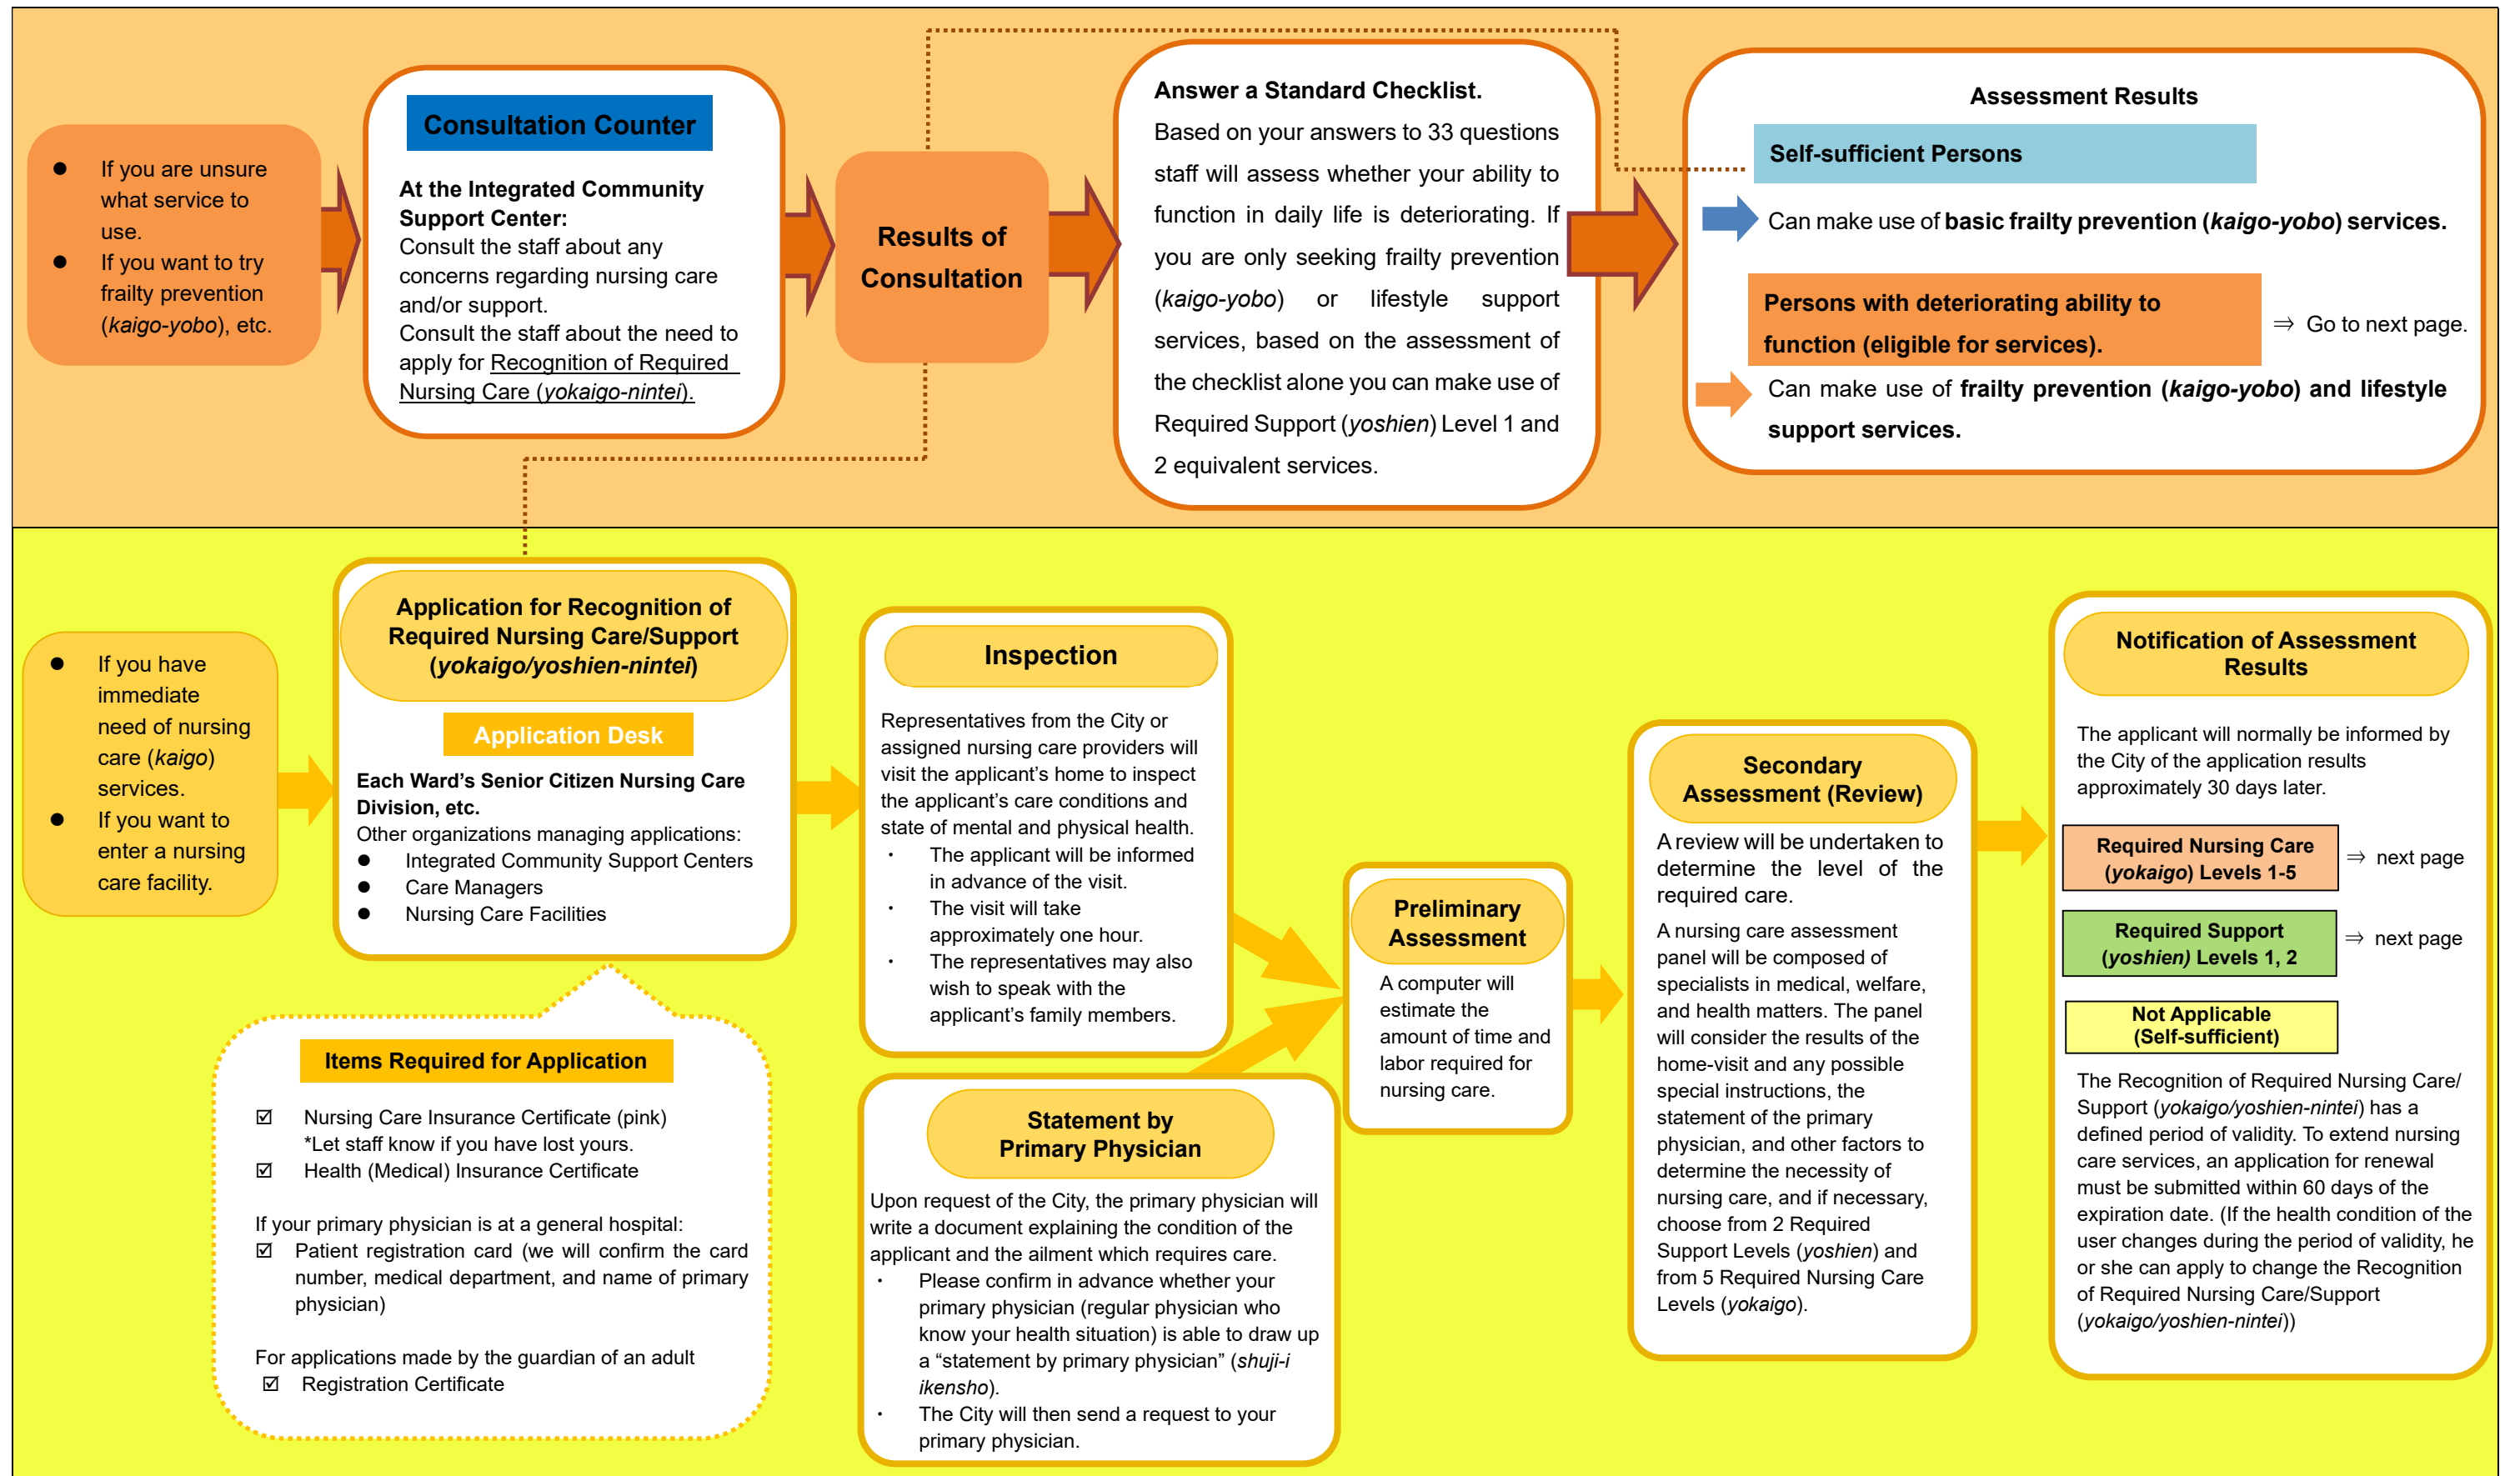 ● If you are unsure
what service to
use.
● If you want to try
frailty prevention
(kaigo-yobo), etc.
Consultation Counter
At the Integrated Community
Support Center:
Consult the staff about any
concerns regarding nursing care
and/or support.
Consult the staff about the need to
apply for Recognition of Required
Nursing Care (yokaigo-nintei).
Results of
Consultation
Answer a Standard Checklist.
Based on your answers to 33 questions
staff will assess whether your ability to
function in daily life is deteriorating. If
you are only seeking frailty prevention
(kaigo-yobo) or lifestyle support
services, based on the assessment of
the checklist alone you can make use of
Required Support (yoshien) Level 1 and
2 equivalent services.
Assessment Results
Self-sufficient Persons
Can make use of basic frailty prevention (kaigo-yobo) services.
Persons with deteriorating ability to
function (eligible for services).
⇒ Go to next page.
Can make use of frailty prevention (kaigo-yobo) and lifestyle
support services.
● If you have
immediate
need of nursing
care (kaigo)
services.
● If you want to
enter a nursing
care facility.
Application for Recognition of
Required Nursing Care/Support
(yokaigo/yoshien-nintei)
Application Desk
Each Ward’s Senior Citizen Nursing Care
Division, etc.
Other organizations managing applications:
● Integrated Community Support Centers
● Care Managers
● Nursing Care Facilities
Items Required for Application
☑ Nursing Care Insurance Certificate (pink)
*Let staff know if you have lost yours.
☑ Health (Medical) Insurance Certificate
If your primary physician is at a general hospital:
☑ Patient registration card (we will confirm the card
number, medical department, and name of primary
physician)
For applications made by the guardian of an adult
☑ Registration Certificate
Inspection
Representatives from the City or
assigned nursing care providers will
visit the applicant’s home to inspect
the applicant’s care conditions and
state of mental and physical health.
・ The applicant will be informed
in advance of the visit.
・ The visit will take
approximately one hour.
・ The representatives may also
wish to speak with the
applicant’s family members.
Statement by
Primary Physician
Upon request of the City, the primary physician will
write a document explaining the condition of the
applicant and the ailment which requires care.
・ Please confirm in advance whether your
primary physician (regular physician who
know your health situation) is able to draw up
a “statement by primary physician” (shuji-i
ikensho).
・ The City will then send a request to your
primary physician.
Preliminary
Assessment
A computer will
estimate the
amount of time and
labor required for
nursing care.
Secondary
Assessment (Review)
A review will be undertaken to
determine the level of the
required care.
A nursing care assessment
panel will be composed of
specialists in medical, welfare,
and health matters. The panel
will consider the results of the
home-visit and any possible
special instructions, the
statement of the primary
physician, and other factors to
determine the necessity of
nursing care, and if necessary,
choose from 2 Required
Support Levels (yoshien) and
from 5 Required Nursing Care
Levels (yokaigo).
Notification of Assessment
Results
The applicant will normally be informed by
the City of the application results
approximately 30 days later.
Required Nursing Care
(yokaigo) Levels 1-5
⇒ next page
Required Support
(yoshien) Levels 1, 2
⇒ next page
Not Applicable
(Self-sufficient)
The Recognition of Required Nursing Care/
Support (yokaigo/yoshien-nintei) has a
defined period of validity. To extend nursing
care services, an application for renewal
must be submitted within 60 days of the
expiration date. (If the health condition of the
user changes during the period of validity, he
or she can apply to change the Recognition
of Required Nursing Care/Support
(yokaigo/yoshien-nintei))